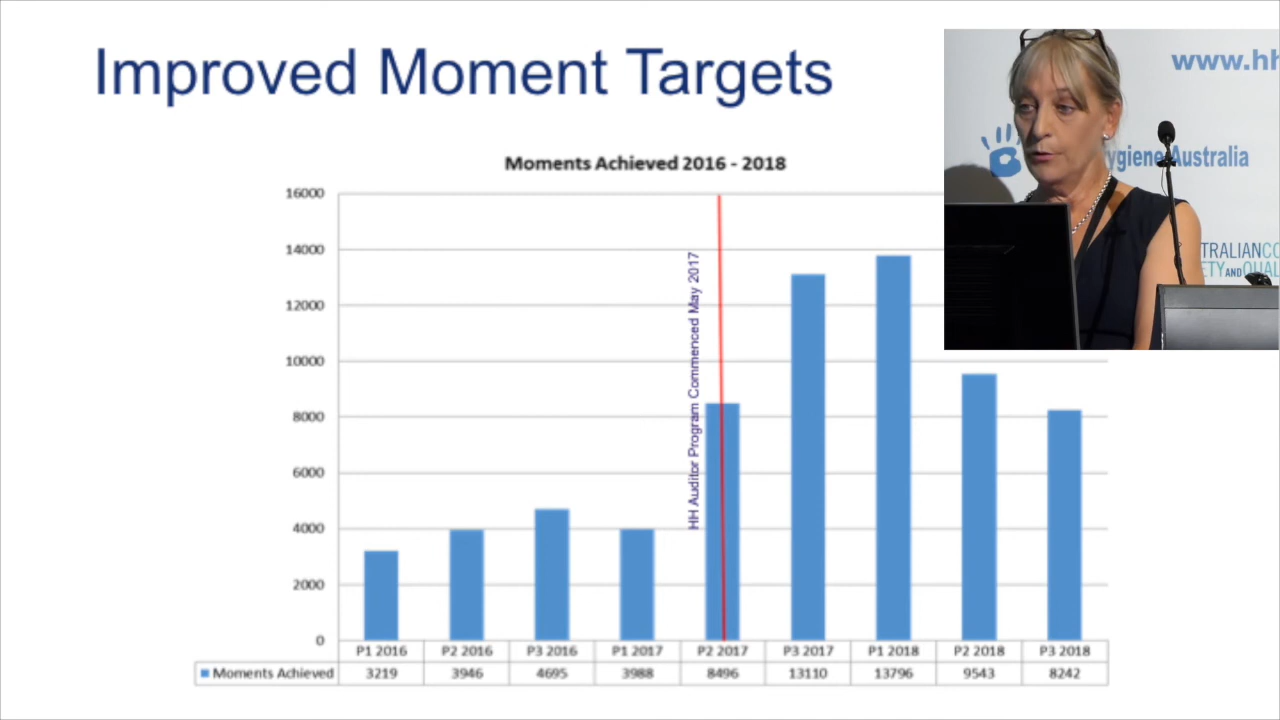 Improved Moment Targets
www.hh
ygiene Australia
TRALIANCO
ETY AND QUAL
Moments Achieved 2016 - 2018
16000
14000
12000
10000
8000
6000
4000
2000
0
HH Auditor Program Commenced May 2017
P1 2016 P2 2016 P3 2016 P1 2017 P2 2017 P3 2017 P1 2018 P2 2018 P3 2018
Moments Achieved 3219 3946 4695 3988 8496 13110 13796 9543 8242